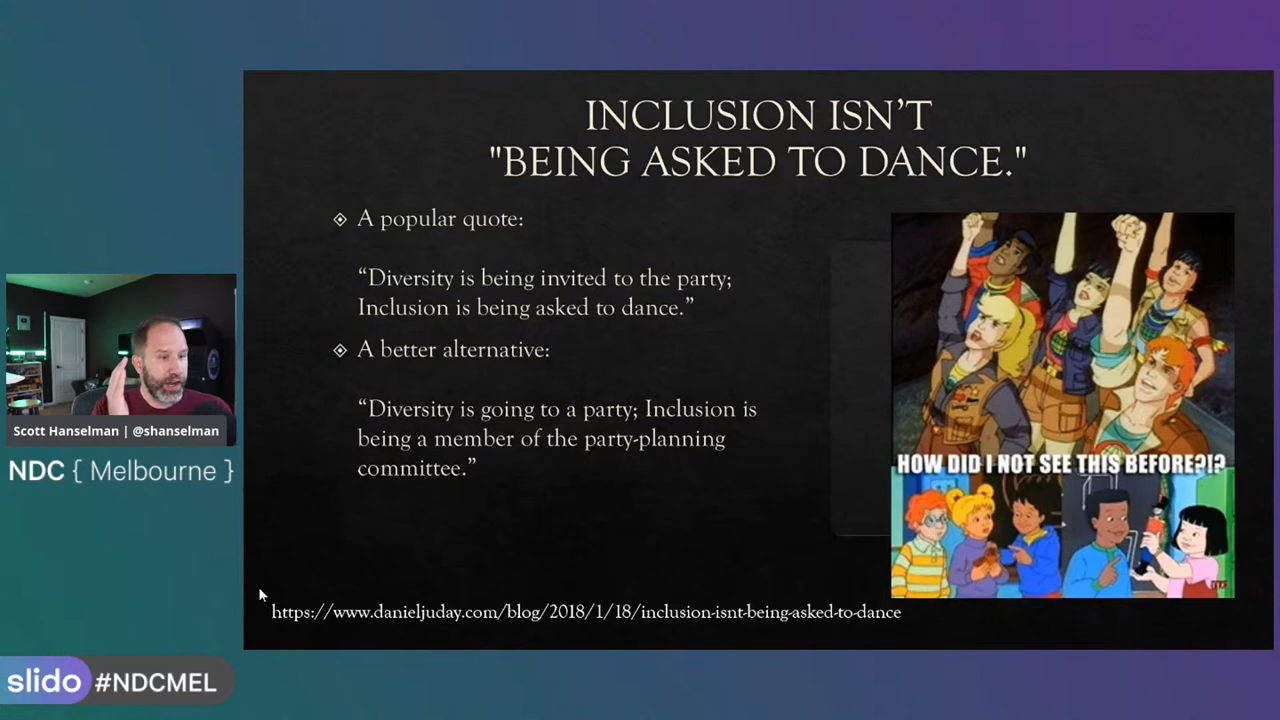 INCLUSION ISN'T
"BEING ASKED TO DANCE."
A popular quote:
“Diversity is being invited to the party;
Inclusion is being asked to dance.”
A better alternative:
“Diversity is going to a party; Inclusion is
being a member of the party-planning
committee.”
HOW DID I NOT SEE THIS BEFORE?!?
https://www.danieljuday.com/blog/2018/1/18/inclusion-isnt-being-asked-to-dance
Scott Hanselman | @shanselman
NDC { Melbourne }
slido #NDCMEL